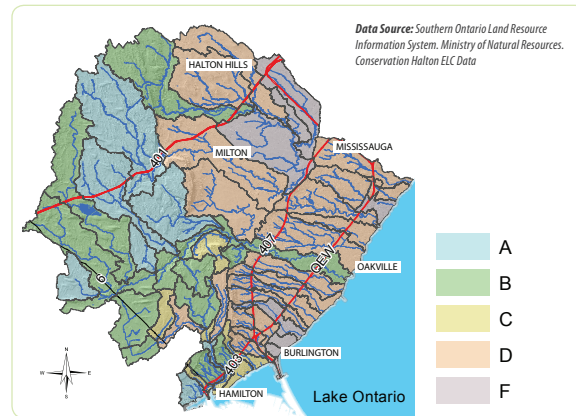 Data Source: Southern Ontario Land Resource
Information System. Ministry of Natural Resources.
Conservation Halton ELC Data
HALTON HILLS
MISSISSAUGA
401
MILTON
407
QEW
A
B
OAKVILLE
6
C
D
N
W E
S
BURLINGTON
403
HAMILTON
Lake Ontario
F